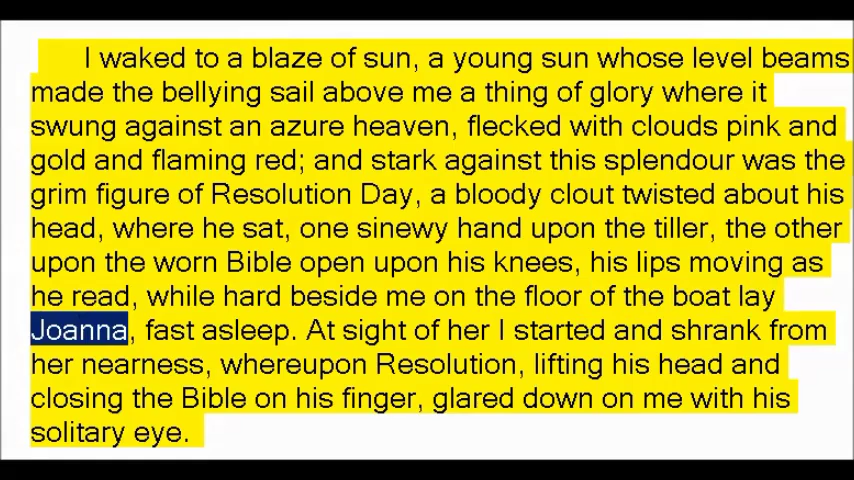 I waked to a blaze of sun, a young sun whose level beams
made the bellying sail above me a thing of glory where it
swung against an azure heaven, flecked with clouds pink and
gold and flaming red; and stark against this splendour was the
grim figure of Resolution Day, a bloody clout twisted about his
head, where he sat, one sinewy hand upon the tiller, the other
upon the worn Bible open upon his knees, his lips moving as
he read, while hard beside me on the floor of the boat lay
Joanna, fast asleep. At sight of her I started and shrank from
her nearness, whereupon Resolution, lifting his head and
closing the Bible on his finger, glared down on me with his
solitary eye.